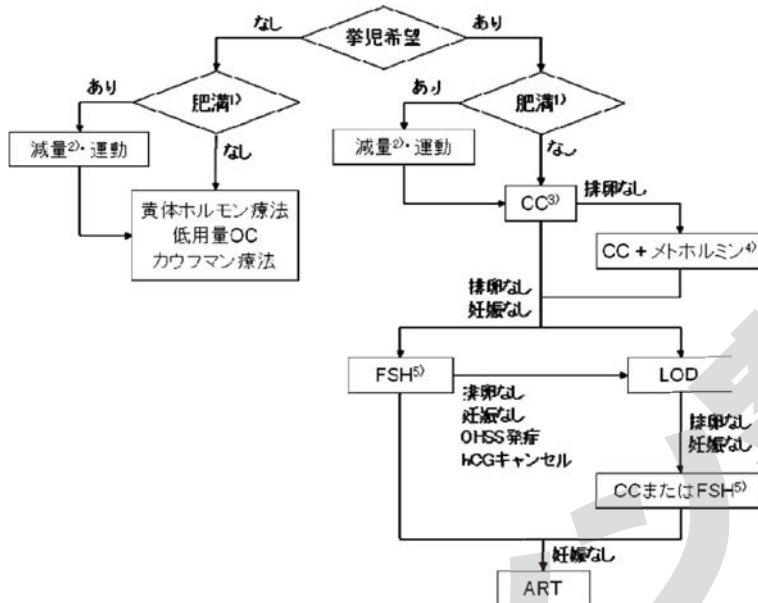 挙児希望
なし
あり
肥満1)
あり
なし
減量2)・運動
黄体ホルモン療法
低用量OC
カウフマン療法
肥満1)
あり
なし
減量2)・運動
CC3)
排卵なし
CC + メトホルミン4)
排卵なし
妊娠なし
FSH5)
排卵なし
妊娠なし
OHSS発症
hCGキャンセル
LOD
排卵なし
妊娠なし
CCまたはFSH5)
妊娠なし
ART